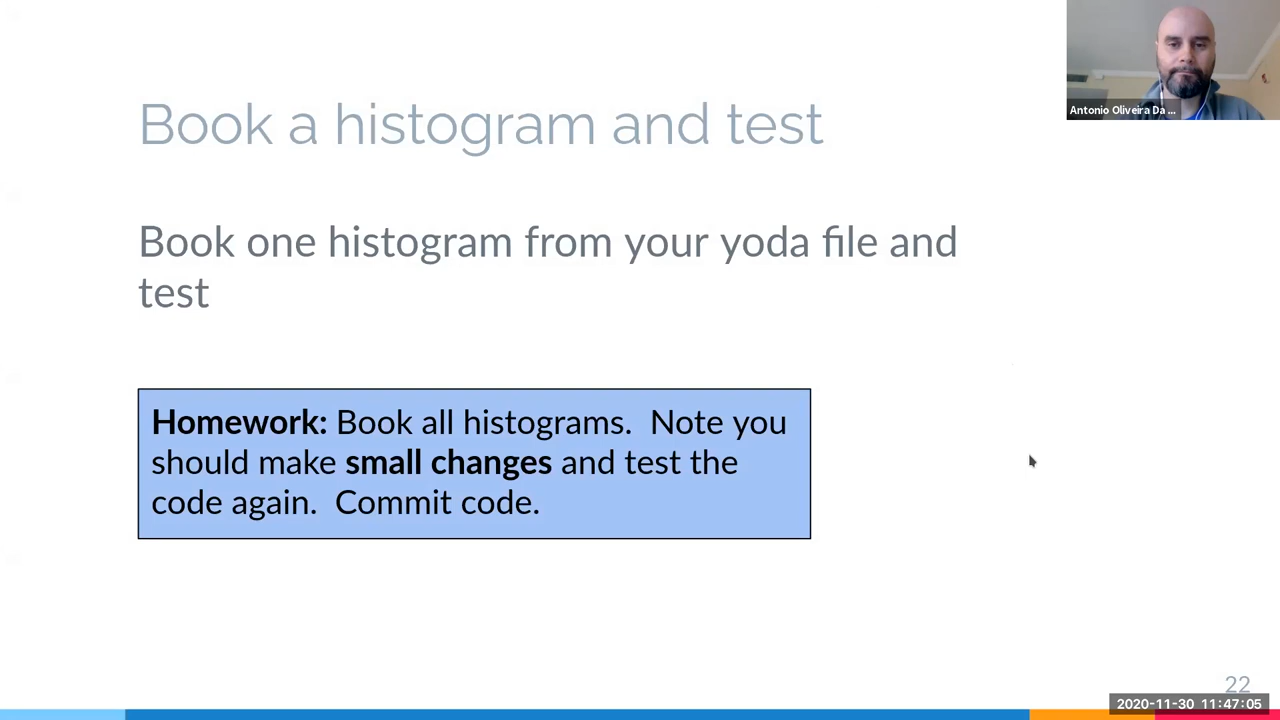 Antonio Oliveira Da ...
Book a histogram and test
Book one histogram from your yoda file and
test
Homework: Book all histograms.  Note you
should make small changes and test the
code again.  Commit code.
22
2020-11-30 11:47:05